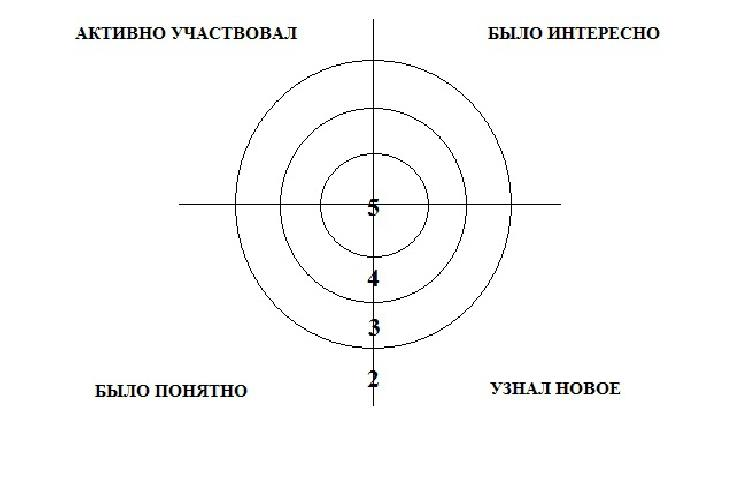 АКТИВНО УЧАСТВОВАЛ
БЫЛО ИНТЕРЕСНО
5
4
3
2
БЫЛО ПОНЯТНО
УЗНАЛ НОВОЕ